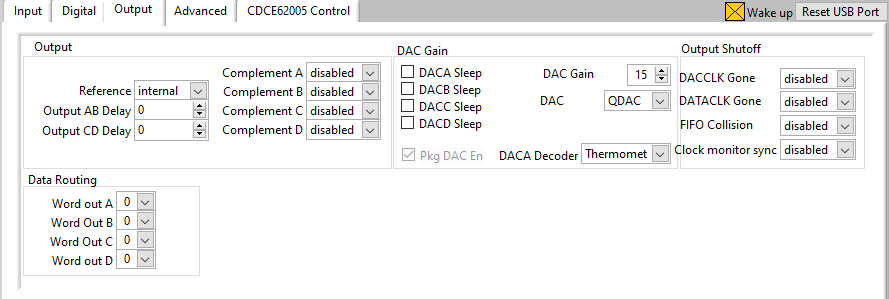 Input Digital Output Advanced CDCE62005 Control Wake up Reset USB Port
Output
Reference internal
Output AB Delay 0
Output CD Delay 0
Complement A disabled
Complement B disabled
Complement C disabled
Complement D disabled
DAC Gain
DACA Sleep
DACB Sleep
DACC Sleep
DACD Sleep
DAC Gain 15
DAC QDAC
Pkg DAC En DACA Decoder Thermomet
Output Shutoff
DACCLK Gone disabled
DATACLK Gone disabled
FIFO Collision disabled
Clock monitor sync disabled
Data Routing
Word out A 0
Word Out B 0
Word Out C 0
Word out D 0